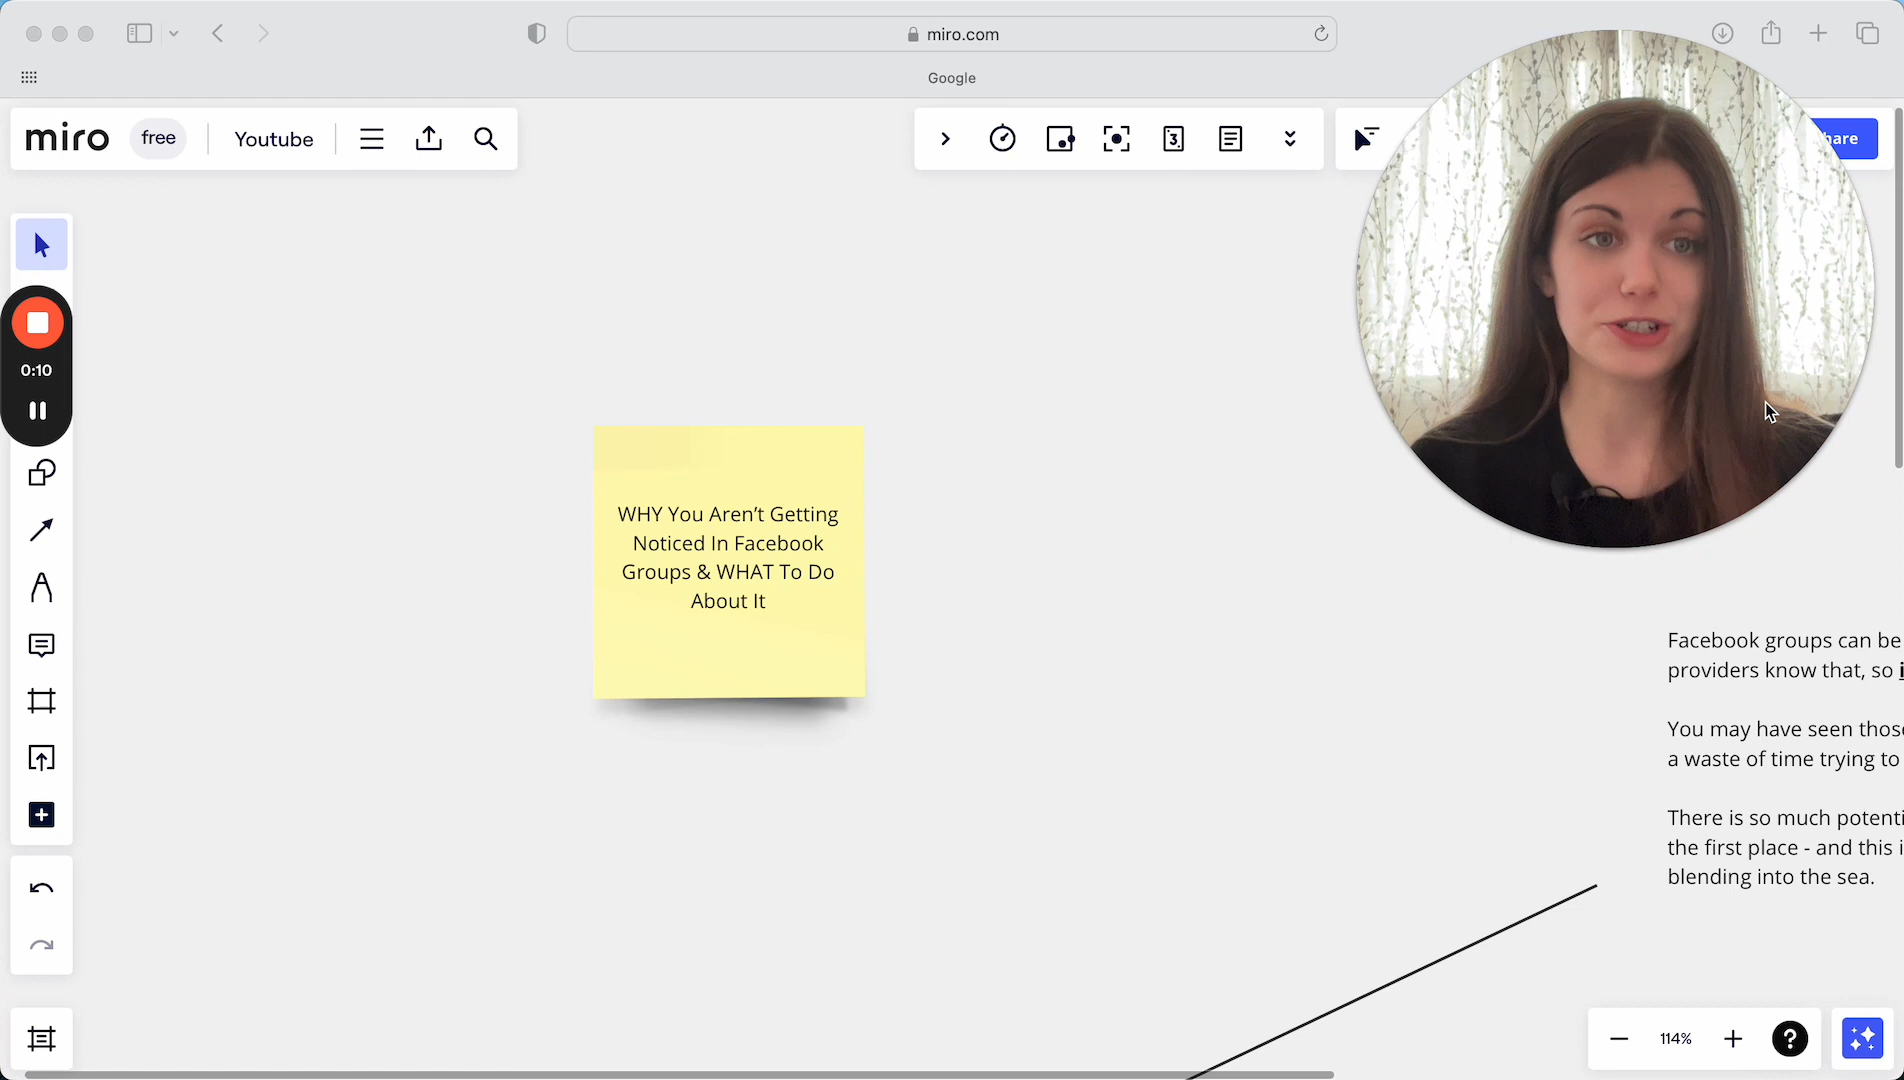 miro.com
Google
miro
free
Youtube
3
hare
0:10
WHY You Aren't Getting
Noticed In Facebook
Groups & WHAT To Do
About It
Facebook groups can be
providers know that, so i
You may have seen thos
a waste of time trying to
There is so much potenti
the first place - and this i
blending into the sea.
114%
?